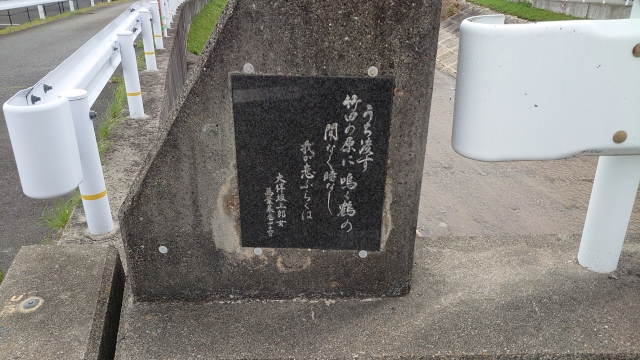 うち渡す
竹田の原に 鳴く鶴の
間なく時なし
我が恋ふらくは
大伴坂上郎女